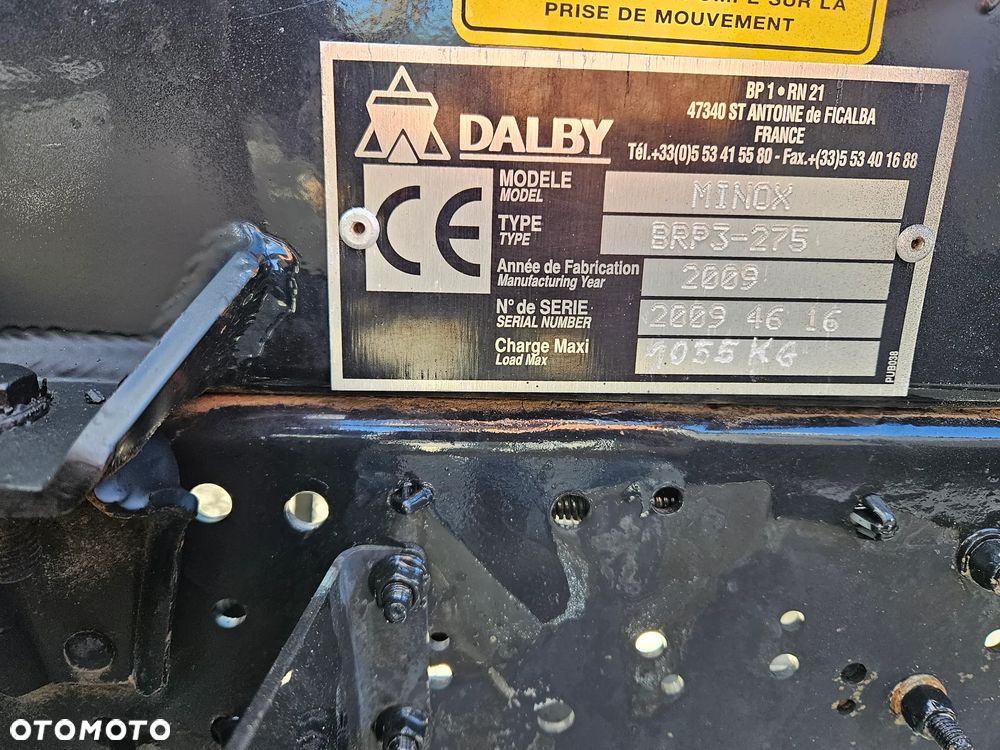 PRISE DE MOUVEMENT
DALBY
BP 1 • RN 21
47340 ST ANTOINE de FICALBA
FRANCE
Tél.+33(0)5 53 41 55 80 - Fax.+(33)5 53 40 16 88
CE
MODELE
MODEL
MINOX
TYPE
TYPE
BRP3-275
Année de Fabrication
Manufacturing Year
2009
N° de SERIE
SERIAL NUMBER
2009 46 16
Charge Maxi
Load Max
1055 KG
PUB038
OTOMOTO